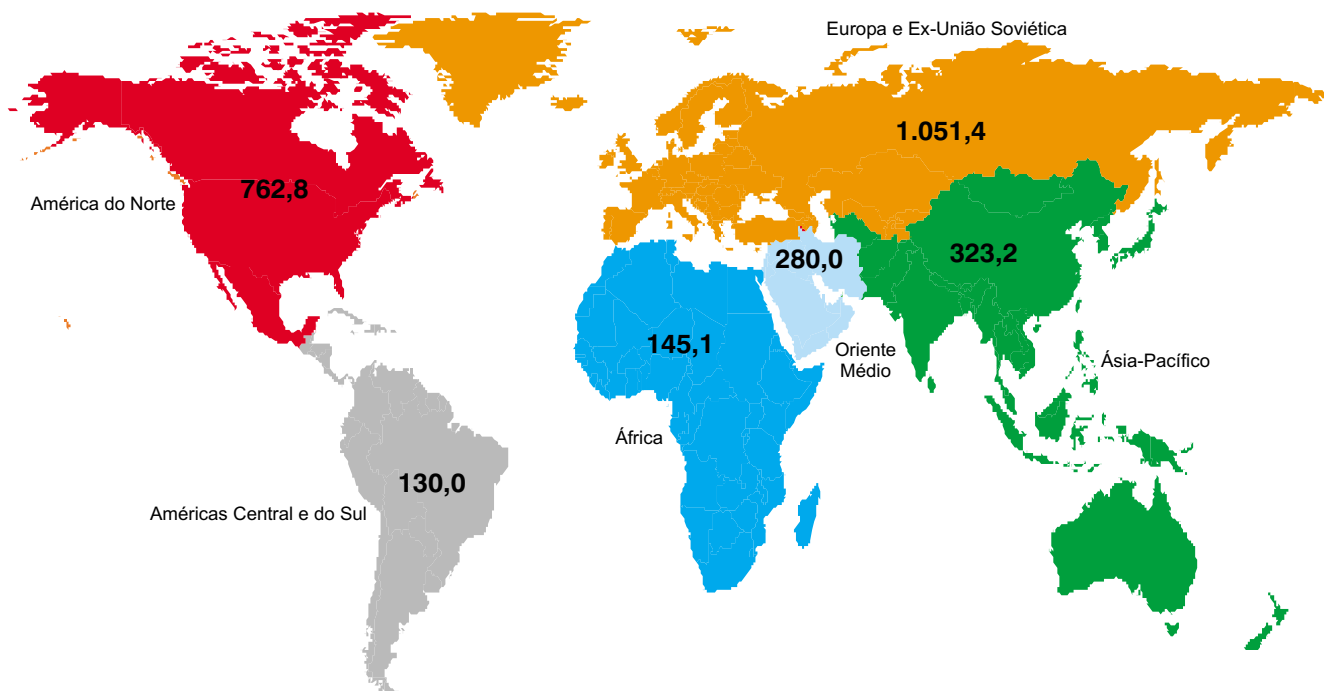 Europa e Ex-União Soviética
1.051,4
América do Norte
762,8
280,0
323,2
145,1
Oriente
Médio
Ásia-Pacífico
África
130,0
Américas Central e do Sul